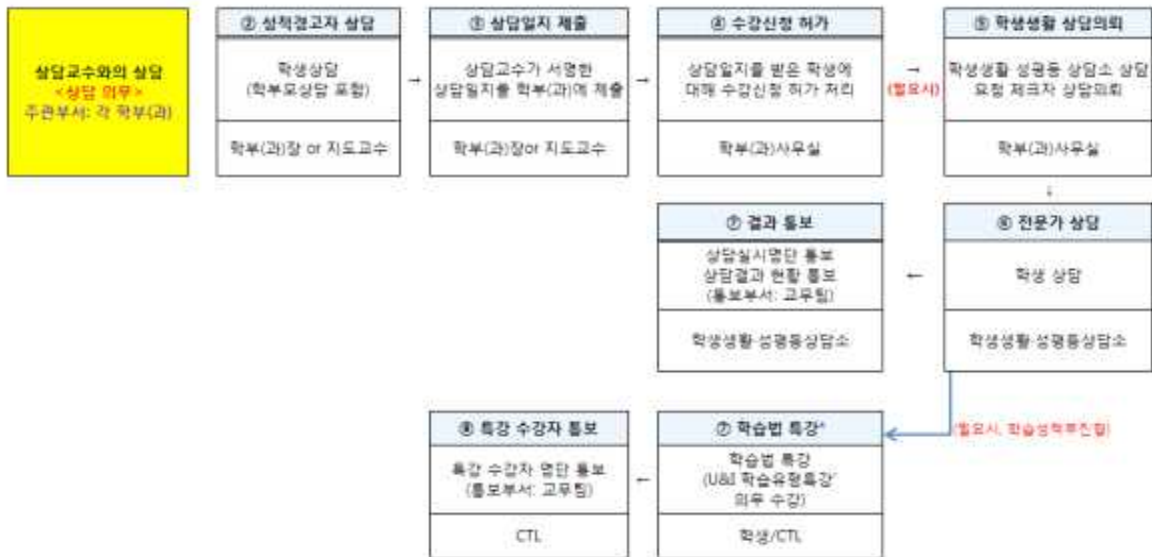 상담교수와의 상담
<상담 의무>
주관부서: 각 학부(과)
② 성적경고자 상담
학생상담
(학부모상담 포함)
학부(과)장 or 지도교수
→
③ 상담일지 제출
상담교수가 서명한
상담일지를 학부(과)에 제출
학부(과)장or 지도교수
→
④ 수강신청 허가
상담일지를 받은 학생에
대해 수강신청 허가 처리
학부(과)사무실
→
(필요시)
⑤ 학생생활 상담의뢰
학생생활 성평등 상담소 상담
요청 체크자 상담의뢰
학부(과)사무실
↓
⑥ 전문가 상담
학생 상담
학생생활·성평등상담소
←
⑦ 결과 통보
상담실시명단 통보
상담결과 현황 통보
(통보부서: 교무팀)
학생생활·성평등상담소
(필요시, 학습성적부진함)
⑦ 학습법 특강*
학습법 특강
(U&I 학습유형특강'
의무 수강)
학생/CTL
←
⑧ 특강 수강자 통보
특강 수강자 명단 통보
(통보부서: 교무팀)
CTL